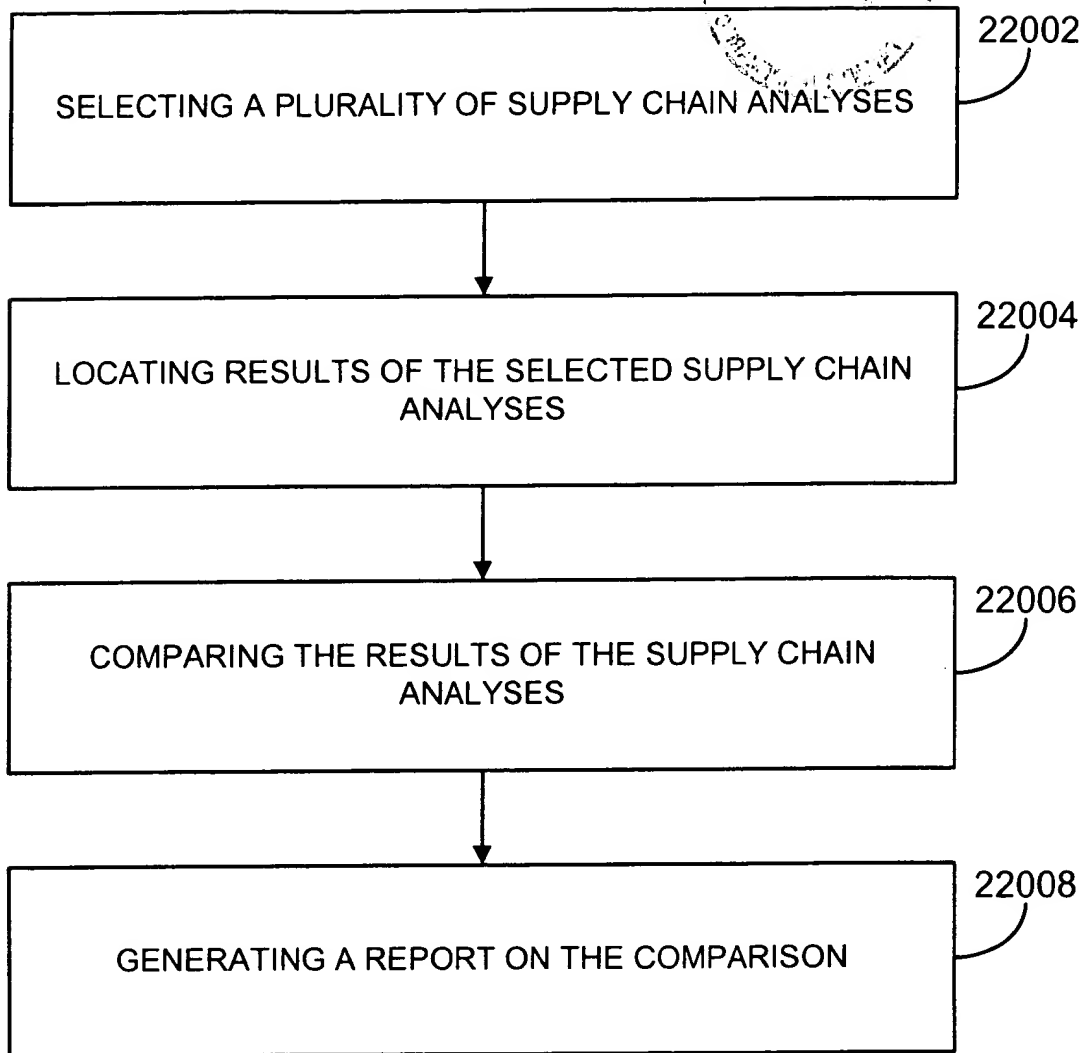 22002
SELECTING A PLURALITY OF SUPPLY CHAIN ANALYSES
22004
LOCATING RESULTS OF THE SELECTED SUPPLY CHAIN
ANALYSES
22006
COMPARING THE RESULTS OF THE SUPPLY CHAIN
ANALYSES
22008
GENERATING A REPORT ON THE COMPARISON